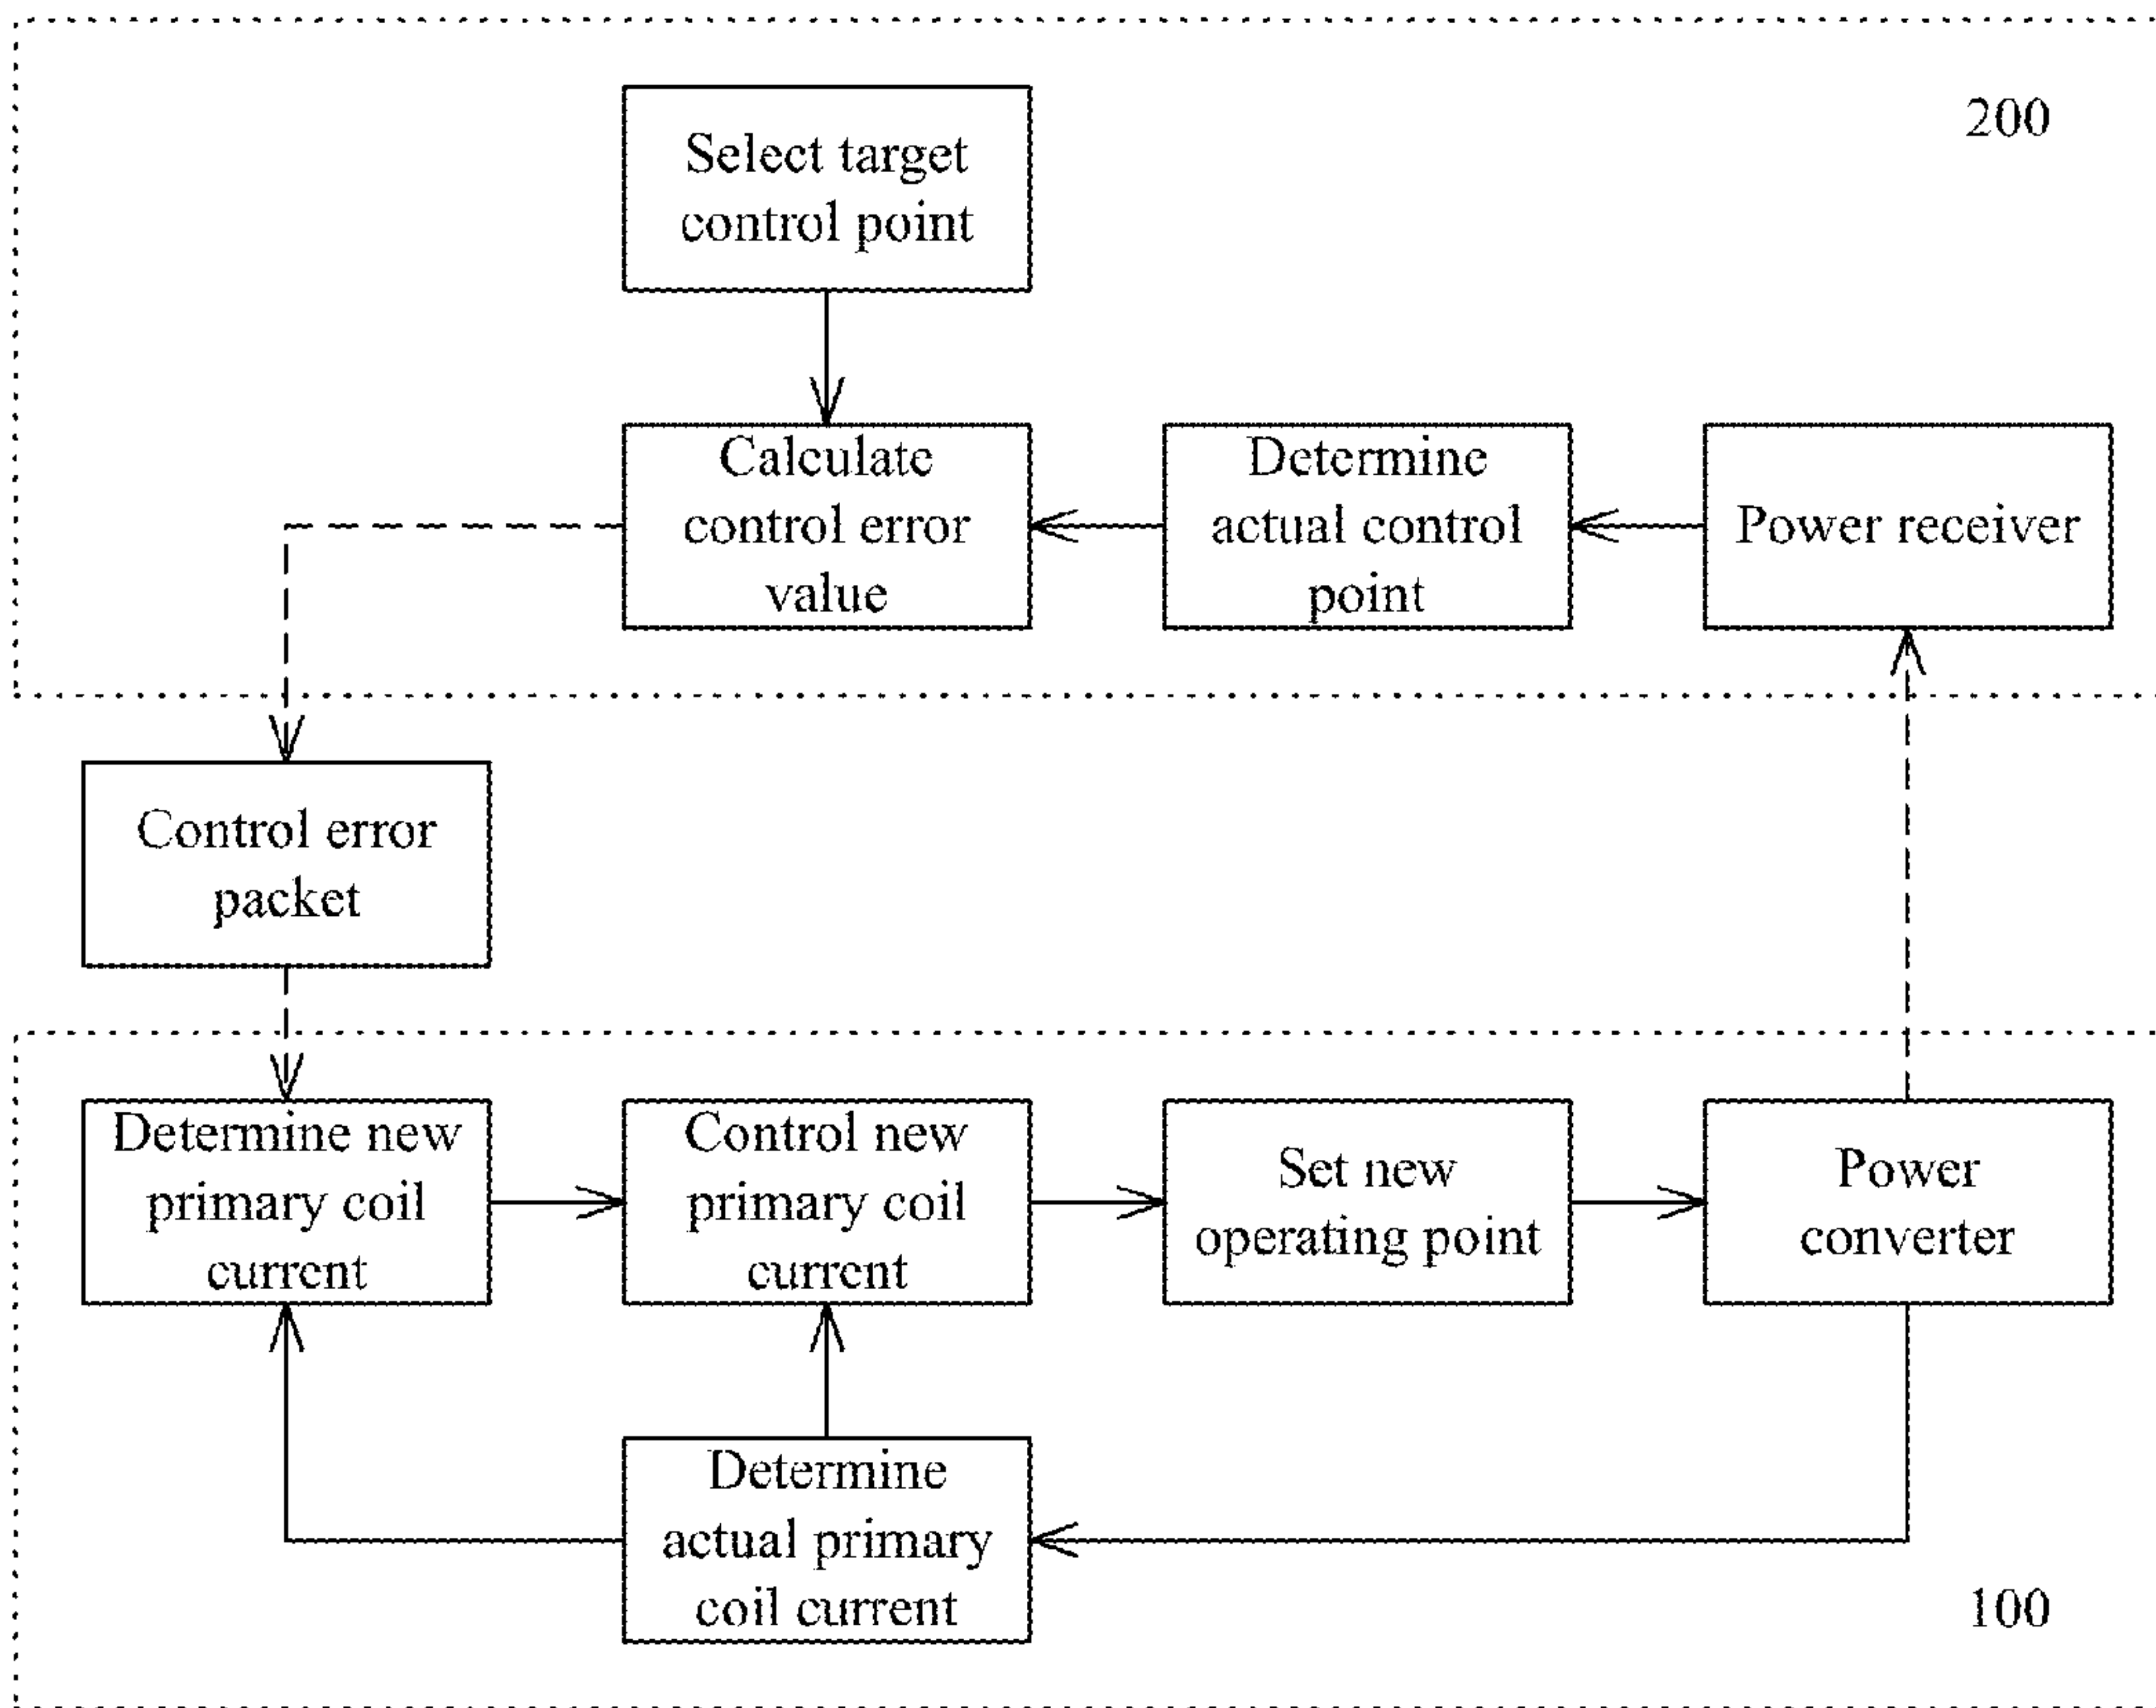 200
Select target
control point
Calculate
control error
value
Determine
actual control
point
Power receiver
Control error
packet
Determine new
primary coil
current
Control new
primary coil
current
Set new
operating point
Power
converter
Determine
actual primary
coil current
100